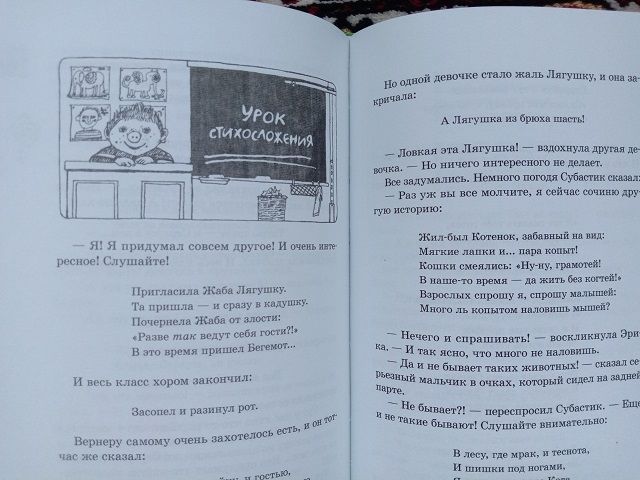 УРОК
СТИХОСЛОЖЕНИЯ
— Я! Я придумал совсем другое! И очень инте-
ресное! Слушайте!
Пригласила Жаба Лягушку.
Та пришла — и сразу в кадушку.
Почернела Жаба от злости:
«Разве так ведут себя гости?!»
В это время пришел Бегемот...
И весь класс хором закончил:
Засопел и разинул рот.
Вернеру самому очень захотелось есть, и он тот-
час же сказал:
и гостью,
Но одной девочке стало жаль Лягушку, и она за-
кричала:
А Лягушка из брюха шасть!
— Ловкая эта Лягушка! — вздохнула другая де-
вочка. — Но ничего интересного не делает.
Все задумались. Немного погодя Субастик сказал:
— Раз уж вы все молчите, я сейчас сочиню дру-
гую историю:
Жил-был Котенок, забавный на вид:
Мягкие лапки и... пара копыт!
Кошки смеялись: «Ну-ну, грамотей!
В наше-то время — да жить без когтей!»
Взрослых спрошу я, спрошу малышей:
Много ль копытом наловишь мышей?
— Нечего и спрашивать! — воскликнула Эри-
ка. — И так ясно, что много не наловишь.
— Да и не бывает таких животных! — сказал се-
рьезный мальчик в очках, который сидел на задней
парте.
— Не бывает?! — переспросил Субастик. — Еще
и не такие бывают! Слушайте внимательно:
В лесу, где мрак, и теснота,
И шишки под ногами,